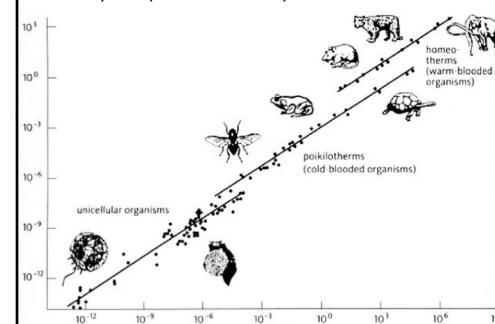 10³
10⁰
10⁻³
10⁻⁶
10⁻⁹
10⁻¹²
homeo-
therms
(warm-blooded
organisms)
poikilotherms
(cold-blooded organisms)
unicellular organisms
10⁻¹² 10⁻⁹ 10⁻⁶ 10⁻³ 10⁰ 10³ 10⁶